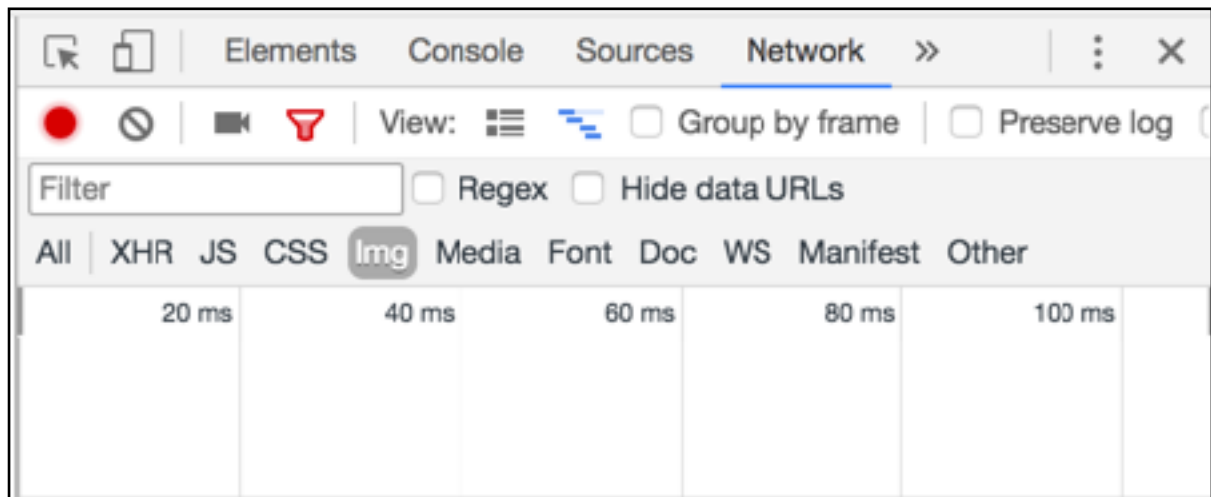 Elements Console Sources Network »
View: Group by frame Preserve log
Filter Regex Hide data URLs
All XHR JS CSS Img Media Font Doc WS Manifest Other
20 ms 40 ms 60 ms 80 ms 100 ms